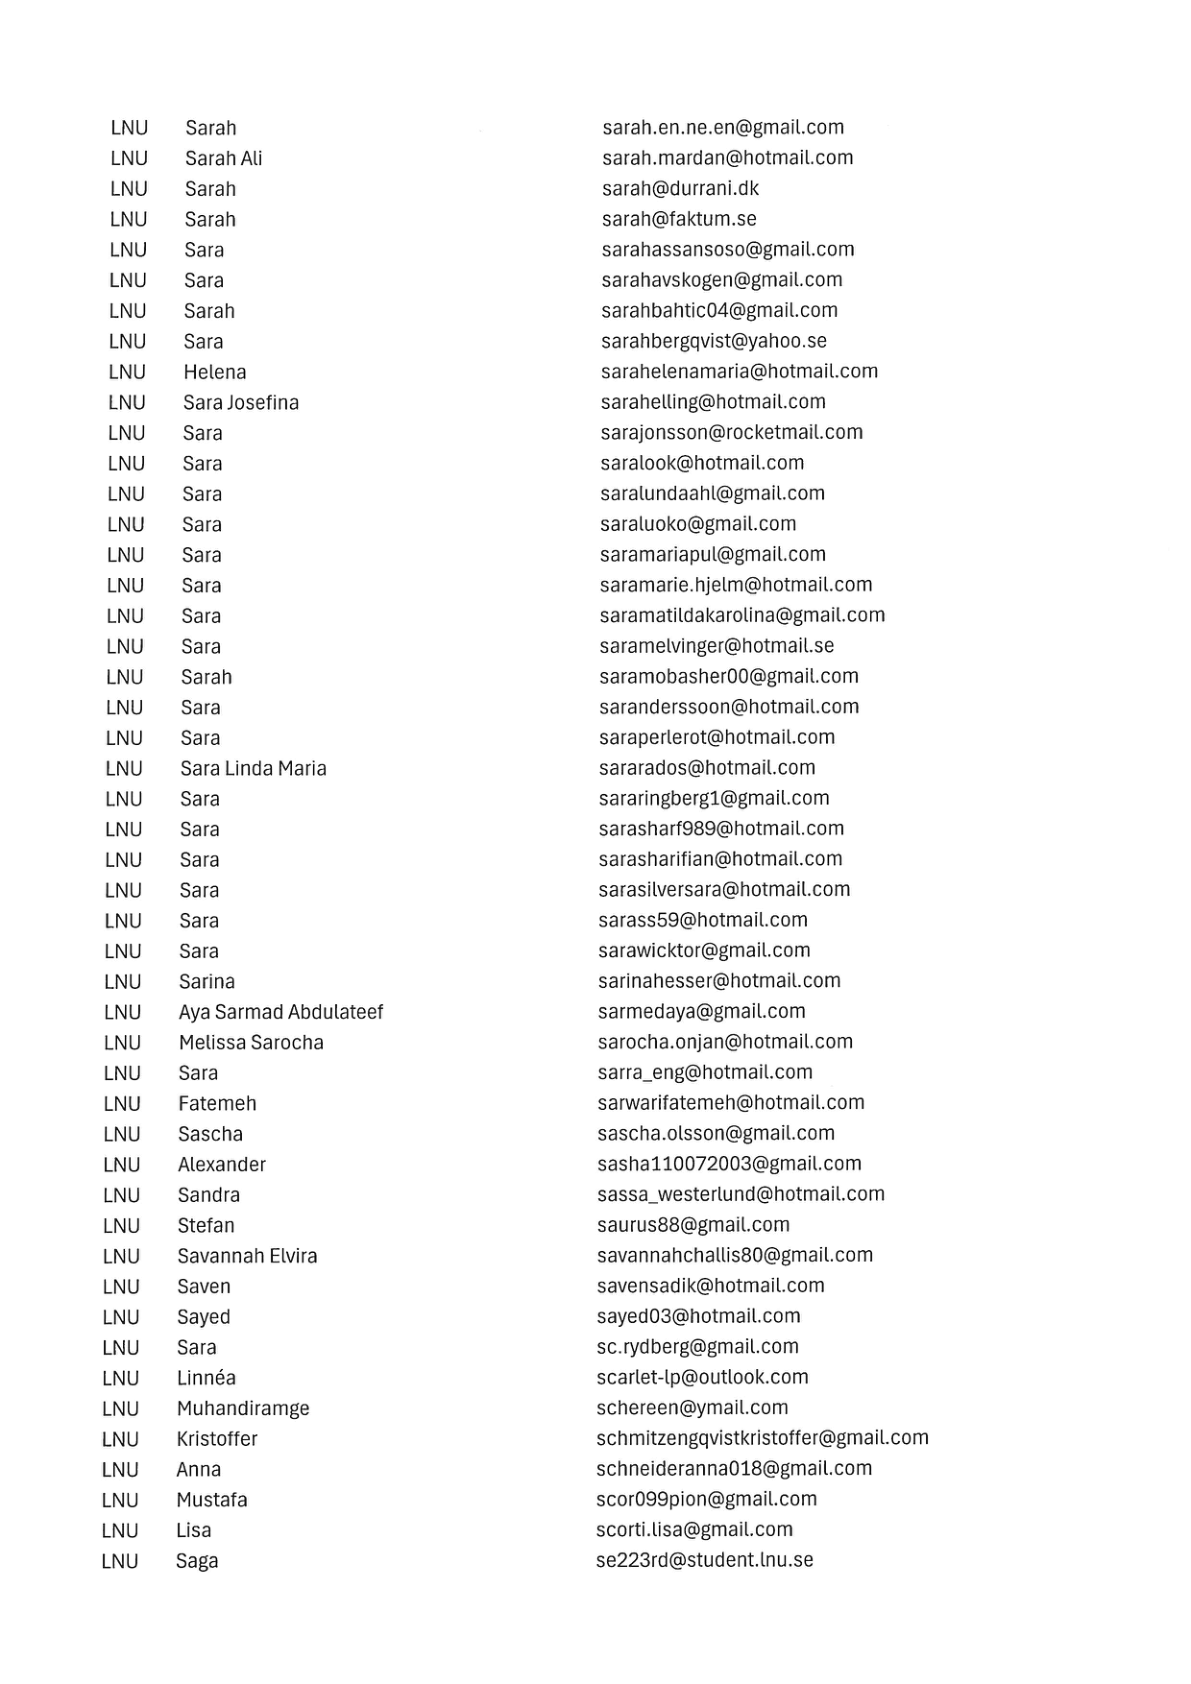 LNU Sarah sarah.en.ne.en@gmail.com
LNU Sarah Ali sarah.mardan@hotmail.com
LNU Sarah sarah@durrani.dk
LNU Sarah sarah@faktum.se
LNU Sara sarahassansoso@gmail.com
LNU Sara sarahavskogen@gmail.com
LNU Sarah sarahbahtic04@gmail.com
LNU Sara sarahbergqvist@yahoo.se
LNU Helena sarahelenamaria@hotmail.com
LNU Sara Josefina sarahelling@hotmail.com
LNU Sara sarajonsson@rocketmail.com
LNU Sara saralook@hotmail.com
LNU Sara saralundaahl@gmail.com
LNU Sara saraluoko@gmail.com
LNU Sara saramariapul@gmail.com
LNU Sara saramarie.hjelm@hotmail.com
LNU Sara saramatildakarolina@gmail.com
LNU Sara saramelvinger@hotmail.se
LNU Sarah saramobasher00@gmail.com
LNU Sara saranderssoon@hotmail.com
LNU Sara saraperlerot@hotmail.com
LNU Sara Linda Maria sararados@hotmail.com
LNU Sara sararingberg1@gmail.com
LNU Sara sarasharf989@hotmail.com
LNU Sara sarasharifian@hotmail.com
LNU Sara sarasilversara@hotmail.com
LNU Sara sarass59@hotmail.com
LNU Sara sarawicktor@gmail.com
LNU Sarina sarinahesser@hotmail.com
LNU Aya Sarmad Abdulateef sarmedaya@gmail.com
LNU Melissa Sarocha sarocha.onjan@hotmail.com
LNU Sara sarra_eng@hotmail.com
LNU Fatemeh sarwarifatemeh@hotmail.com
LNU Sascha sascha.olsson@gmail.com
LNU Alexander sasha110072003@gmail.com
LNU Sandra sassa_westerlund@hotmail.com
LNU Stefan saurus88@gmail.com
LNU Savannah Elvira savannahchallis80@gmail.com
LNU Saven savensadik@hotmail.com
LNU Sayed sayed03@hotmail.com
LNU Sara sc.rydberg@gmail.com
LNU Linnéa scarlet-lp@outlook.com
LNU Muhandiramge schereen@ymail.com
LNU Kristoffer schmitzengqvistkristoffer@gmail.com
LNU Anna schneideranna018@gmail.com
LNU Mustafa scor099pion@gmail.com
LNU Lisa scorti.lisa@gmail.com
LNU Saga se223rd@student.lnu.se